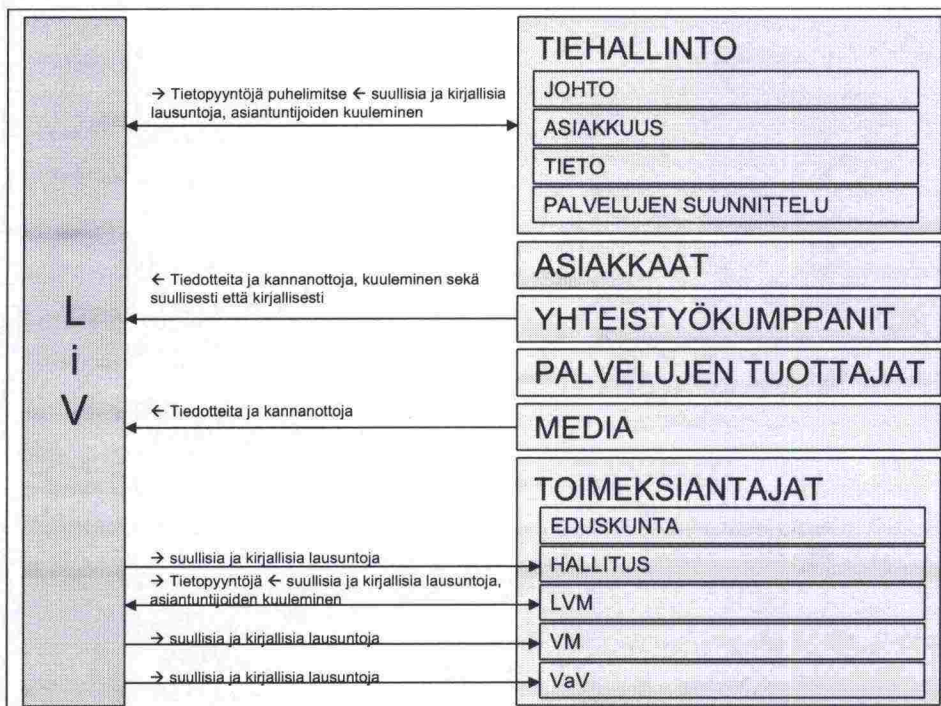 L
i
V
→ Tietopyyntöjä puhelimitse ← suullisia ja kirjallisia
lausuntoja, asiantuntijoiden kuuleminen
← Tiedotteita ja kannanottoja, kuuleminen sekä
suullisesti että kirjallisesti
← Tiedotteita ja kannanottoja
→ suullisia ja kirjallisia lausuntoja
→ Tietopyyntöjä ← suullisia ja kirjallisia lausuntoja,
asiantuntijoiden kuuleminen
→ suullisia ja kirjallisia lausuntoja
→ suullisia ja kirjallisia lausuntoja
TIEHALLINTO
JOHTO
ASIAKKUUS
TIETO
PALVELUJEN SUUNNITTELU
ASIAKKAAT
YHTEISTYÖKUMPPANIT
PALVELUJEN TUOTTAJAT
MEDIA
TOIMEKSIANTAJAT
EDUSKUNTA
HALLITUS
LVM
VM
VaV